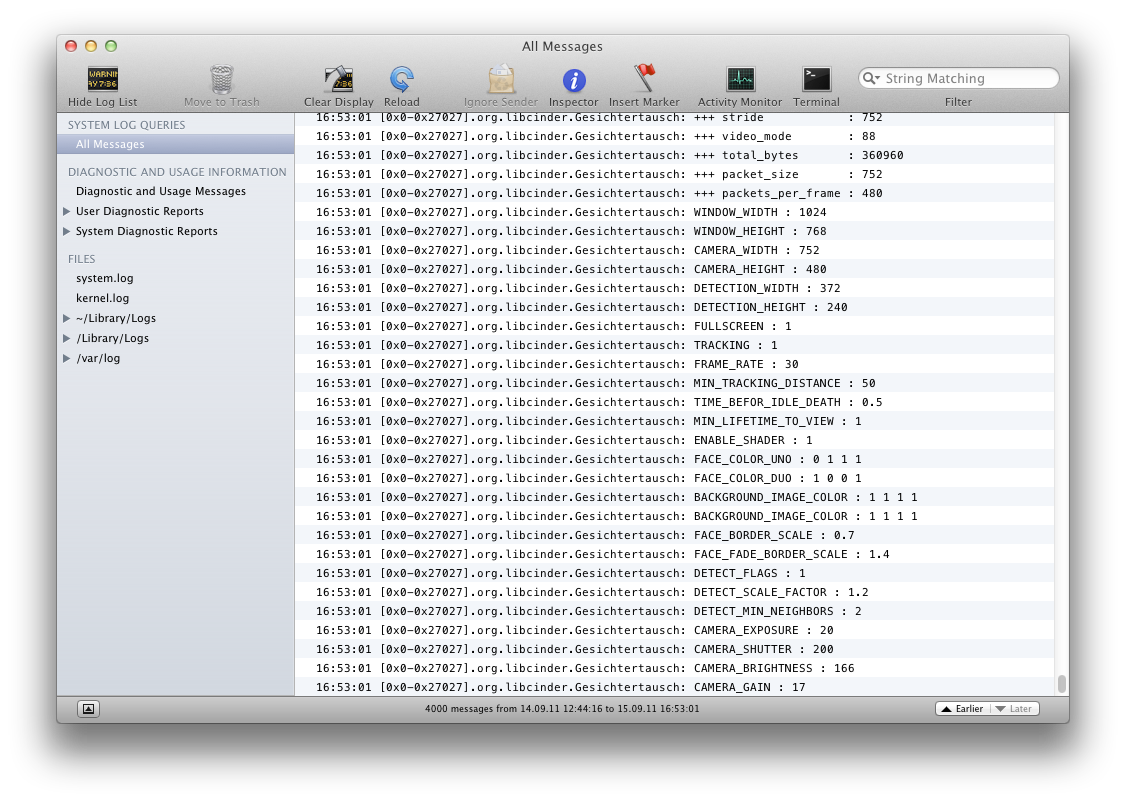 All Messages
WARNIN
AY 7:36
Hide Log List
Move to Trash
7:36
Clear Display
Reload
Ignore Sender
Inspector
Insert Marker
Activity Monitor
Terminal
String Matching
Filter
SYSTEM LOG QUERIES
All Messages
DIAGNOSTIC AND USAGE INFORMATION
Diagnostic and Usage Messages
User Diagnostic Reports
System Diagnostic Reports
FILES
system.log
kernel.log
~/Library/Logs
/Library/Logs
/var/log
16:53:01 [0x0-0x27027].org.libcinder.Gesichtertausch: +++ stride : 752
16:53:01 [0x0-0x27027].org.libcinder.Gesichtertausch: +++ video_mode : 88
16:53:01 [0x0-0x27027].org.libcinder.Gesichtertausch: +++ total_bytes : 360960
16:53:01 [0x0-0x27027].org.libcinder.Gesichtertausch: +++ packet_size : 752
16:53:01 [0x0-0x27027].org.libcinder.Gesichtertausch: +++ packets_per_frame : 480
16:53:01 [0x0-0x27027].org.libcinder.Gesichtertausch: WINDOW_WIDTH : 1024
16:53:01 [0x0-0x27027].org.libcinder.Gesichtertausch: WINDOW_HEIGHT : 768
16:53:01 [0x0-0x27027].org.libcinder.Gesichtertausch: CAMERA_WIDTH : 752
16:53:01 [0x0-0x27027].org.libcinder.Gesichtertausch: CAMERA_HEIGHT : 480
16:53:01 [0x0-0x27027].org.libcinder.Gesichtertausch: DETECTION_WIDTH : 372
16:53:01 [0x0-0x27027].org.libcinder.Gesichtertausch: DETECTION_HEIGHT : 240
16:53:01 [0x0-0x27027].org.libcinder.Gesichtertausch: FULLSCREEN : 1
16:53:01 [0x0-0x27027].org.libcinder.Gesichtertausch: TRACKING : 1
16:53:01 [0x0-0x27027].org.libcinder.Gesichtertausch: FRAME_RATE : 30
16:53:01 [0x0-0x27027].org.libcinder.Gesichtertausch: MIN_TRACKING_DISTANCE : 50
16:53:01 [0x0-0x27027].org.libcinder.Gesichtertausch: TIME_BEFOR_IDLE_DEATH : 0.5
16:53:01 [0x0-0x27027].org.libcinder.Gesichtertausch: MIN_LIFETIME_TO_VIEW : 1
16:53:01 [0x0-0x27027].org.libcinder.Gesichtertausch: ENABLE_SHADER : 1
16:53:01 [0x0-0x27027].org.libcinder.Gesichtertausch: FACE_COLOR_UNO : 0 1 1 1
16:53:01 [0x0-0x27027].org.libcinder.Gesichtertausch: FACE_COLOR_DUO : 1 0 0 1
16:53:01 [0x0-0x27027].org.libcinder.Gesichtertausch: BACKGROUND_IMAGE_COLOR : 1 1 1 1
16:53:01 [0x0-0x27027].org.libcinder.Gesichtertausch: BACKGROUND_IMAGE_COLOR : 1 1 1 1
16:53:01 [0x0-0x27027].org.libcinder.Gesichtertausch: FACE_BORDER_SCALE : 0.7
16:53:01 [0x0-0x27027].org.libcinder.Gesichtertausch: FACE_FADE_BORDER_SCALE : 1.4
16:53:01 [0x0-0x27027].org.libcinder.Gesichtertausch: DETECT_FLAGS : 1
16:53:01 [0x0-0x27027].org.libcinder.Gesichtertausch: DETECT_SCALE_FACTOR : 1.2
16:53:01 [0x0-0x27027].org.libcinder.Gesichtertausch: DETECT_MIN_NEIGHBORS : 2
16:53:01 [0x0-0x27027].org.libcinder.Gesichtertausch: CAMERA_EXPOSURE : 20
16:53:01 [0x0-0x27027].org.libcinder.Gesichtertausch: CAMERA_SHUTTER : 200
16:53:01 [0x0-0x27027].org.libcinder.Gesichtertausch: CAMERA_BRIGHTNESS : 166
16:53:01 [0x0-0x27027].org.libcinder.Gesichtertausch: CAMERA_GAIN : 17
4000 messages from 14.09.11 12:44:16 to 15.09.11 16:53:01
Earlier
Later